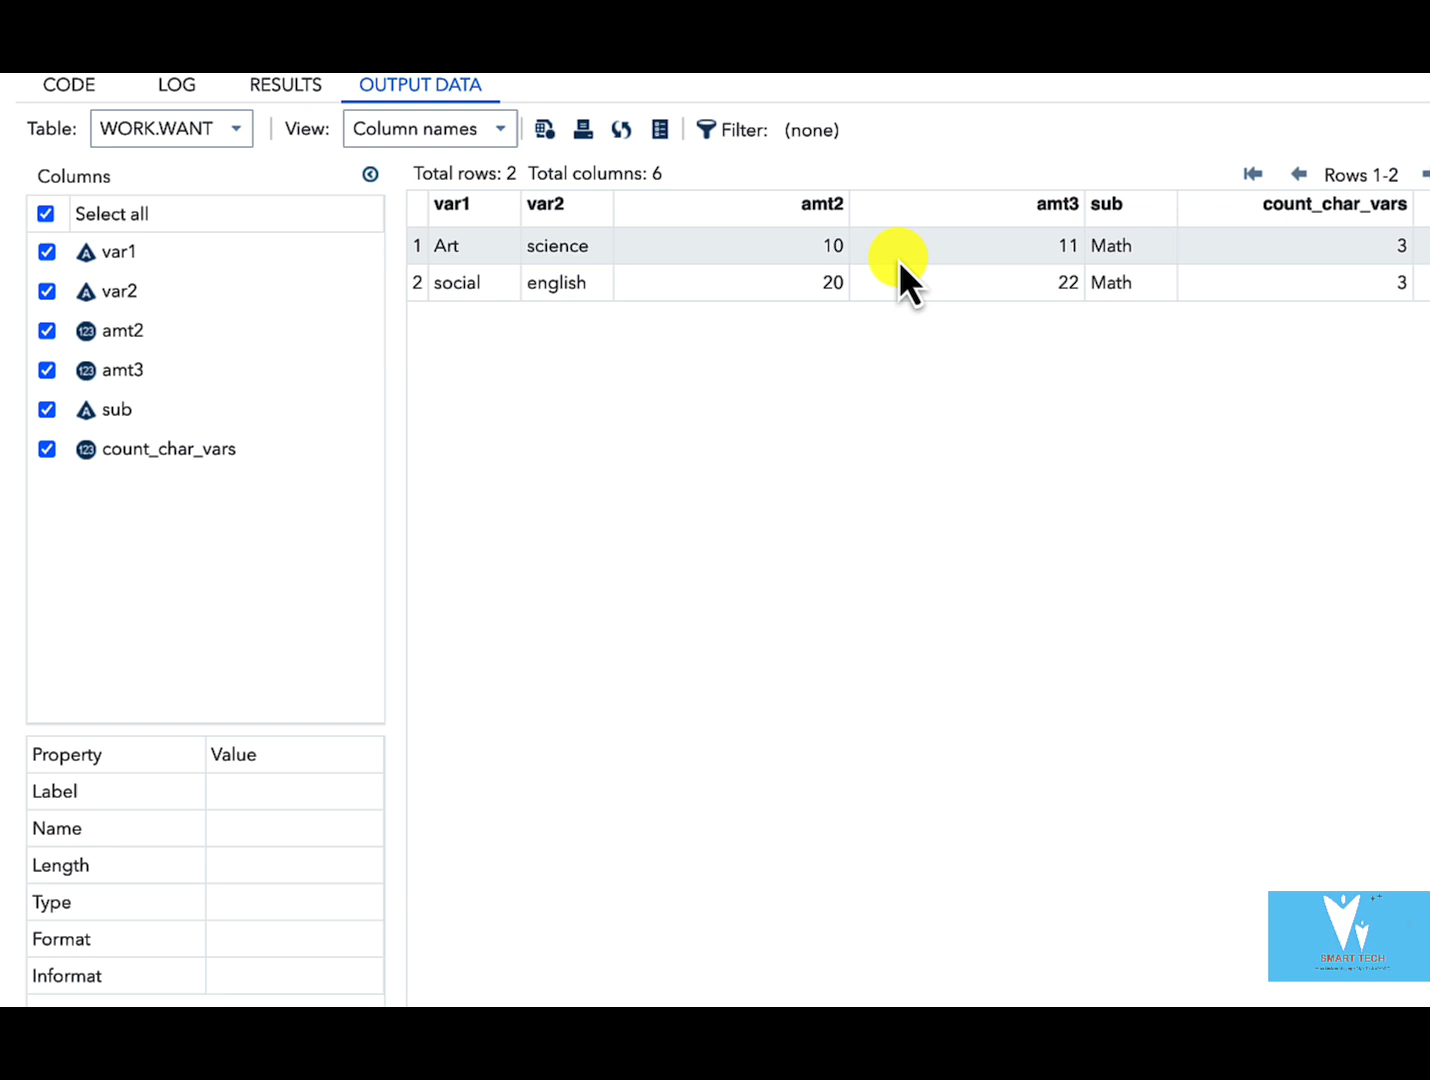 CODE LOG RESULTS OUTPUT DATA
Table: WORK.WANT View: Column names Filter: (none)
Columns
Select all
var1
var2
123 amt2
123 amt3
sub
123 count_char_vars
Total rows: 2 Total columns: 6 Rows 1-2
var1 var2 amt2 amt3 sub count_char_vars
1 Art science 10 11 Math 3
2 social english 20 22 Math 3
Property Value
Label
Name
Length
Type
Format
Informat
SMART TECH